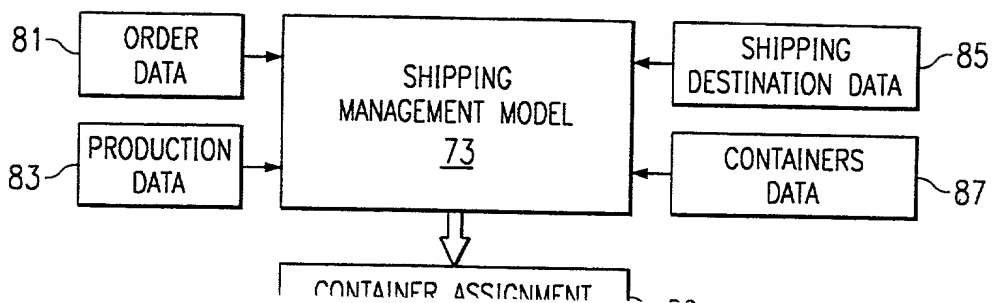 81
ORDER
DATA
83
PRODUCTION
DATA
SHIPPING
MANAGEMENT MODEL
73
SHIPPING
DESTINATION DATA
85
CONTAINERS
DATA
87
CONTAINER ASSIGNMENT